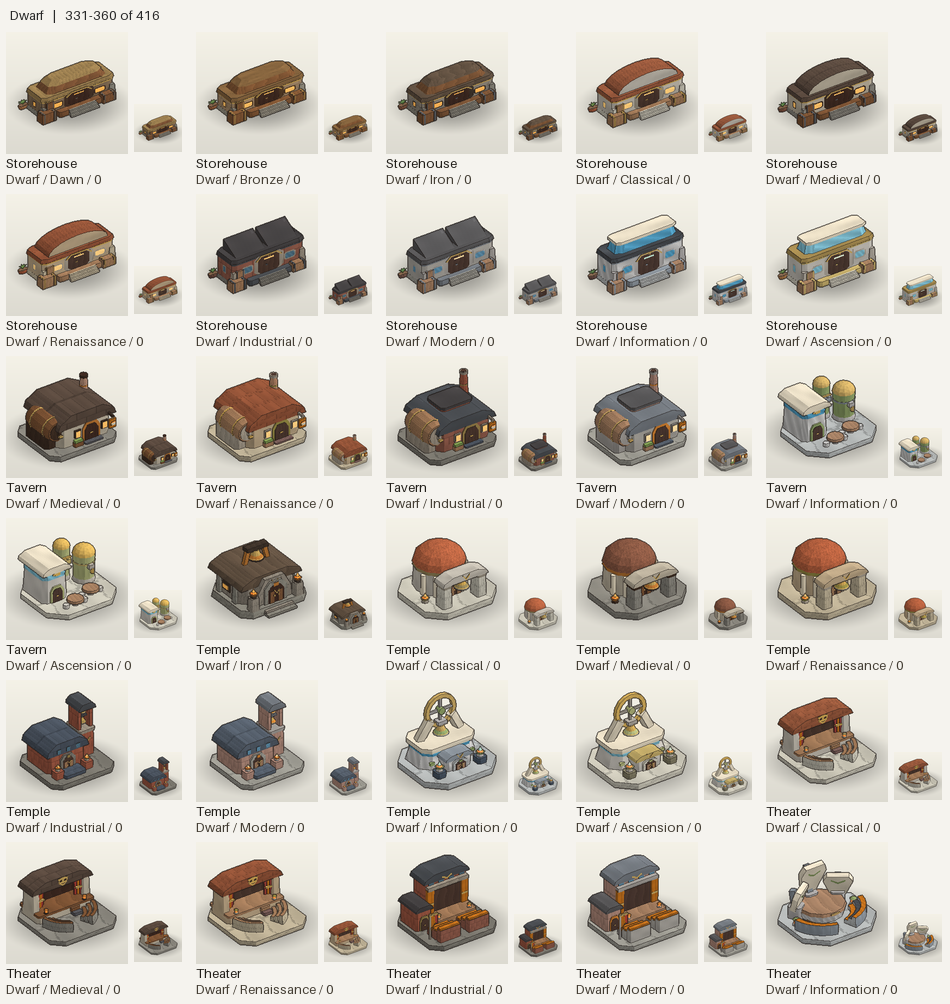 Dwarf | 331-360 of 416
Storehouse
Dwarf / Dawn / 0
Storehouse
Dwarf / Bronze / 0
Storehouse
Dwarf / Iron / 0
Storehouse
Dwarf / Classical / 0
Storehouse
Dwarf / Medieval / 0
Storehouse
Dwarf / Renaissance / 0
Storehouse
Dwarf / Industrial / 0
Storehouse
Dwarf / Modern / 0
Storehouse
Dwarf / Information / 0
Storehouse
Dwarf / Ascension / 0
Tavern
Dwarf / Medieval / 0
Tavern
Dwarf / Renaissance / 0
Tavern
Dwarf / Industrial / 0
Tavern
Dwarf / Modern / 0
Tavern
Dwarf / Information / 0
Tavern
Dwarf / Ascension / 0
Temple
Dwarf / Iron / 0
Temple
Dwarf / Classical / 0
Temple
Dwarf / Medieval / 0
Temple
Dwarf / Renaissance / 0
Temple
Dwarf / Industrial / 0
Temple
Dwarf / Modern / 0
Temple
Dwarf / Information / 0
Temple
Dwarf / Ascension / 0
Theater
Dwarf / Classical / 0
Theater
Dwarf / Medieval / 0
Theater
Dwarf / Renaissance / 0
Theater
Dwarf / Industrial / 0
Theater
Dwarf / Modern / 0
Theater
Dwarf / Information / 0